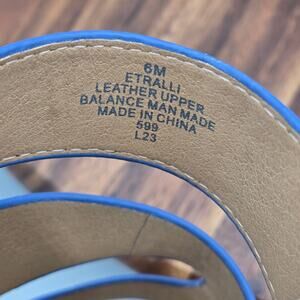 6M
ETRALLI
LEATHER UPPER
BALANCE MAN MADE
MADE IN CHINA
599
L23